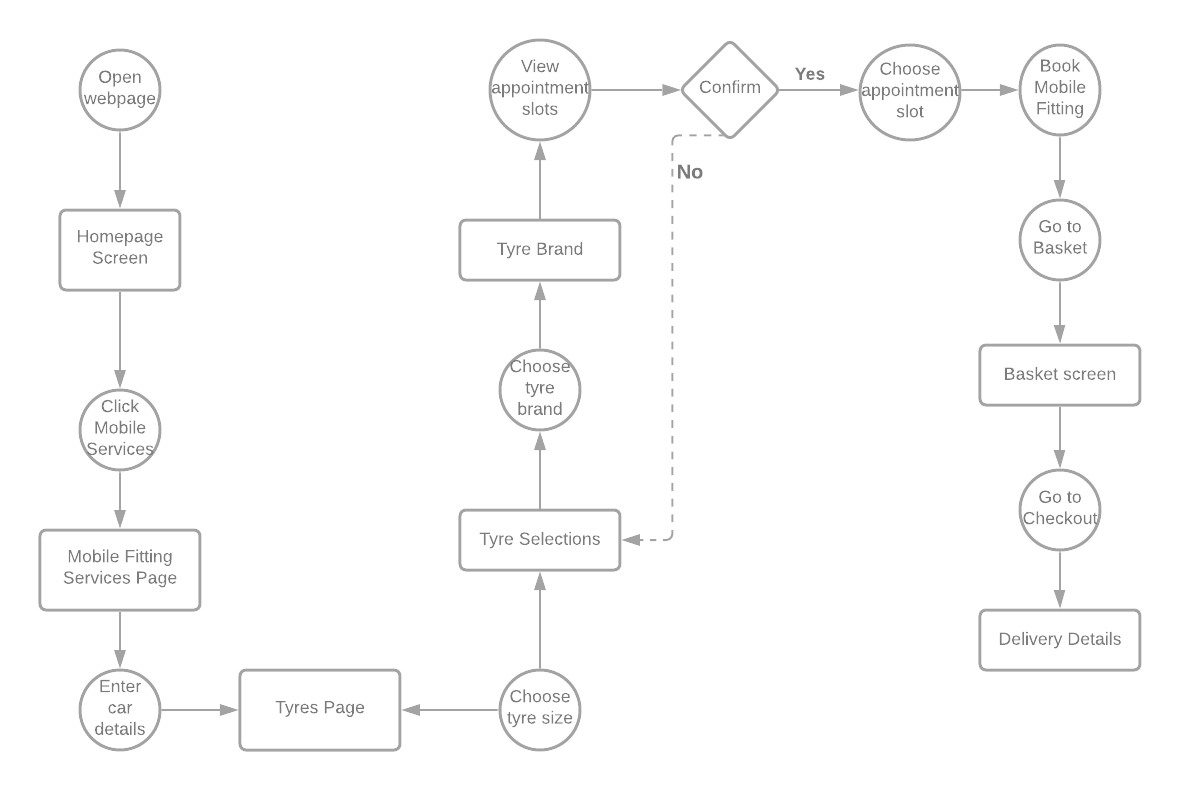 Open
webpage
Homepage
Screen
Click
Mobile
Services
Mobile Fitting
Services Page
Enter
car
details
Tyres Page
Choose
tyre size
Tyre Selections
Choose
tyre
brand
Tyre Brand
View
appointment
slots
Confirm
Yes
No
Choose
appointment
slot
Book
Mobile
Fitting
Go to
Basket
Basket screen
Go to
Checkout
Delivery Details